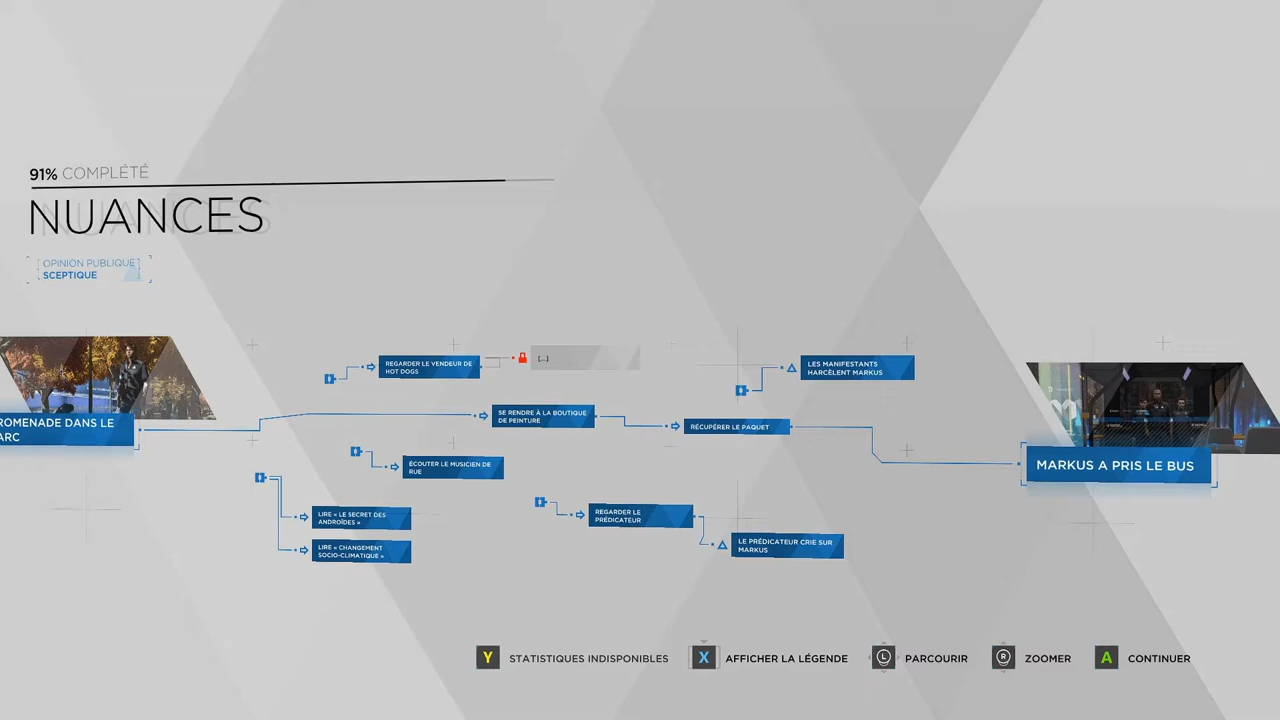 91% COMPLÉTÉ
NUANCES
OPINION PUBLIQUE
SCEPTIQUE
REGARDER LE VENDEUR DE
HOT DOGS
[...]
LES MANIFESTANTS
HARCÈLENT MARKUS
ROMENADE DANS LE
ARC
SE RENDRE À LA BOUTIQUE
DE PEINTURE
RÉCUPÉRER LE PAQUET
MARKUS A PRIS LE BUS
ÉCOUTER LE MUSICIEN DE
RUE
LIRE « LE SECRET DES
ANDROÏDES »
REGARDER LE
PRÉDICATEUR
LIRE « CHANGEMENT
SOCIO-CLIMATIQUE »
LE PRÉDICATEUR CRIE SUR
MARKUS
Y STATISTIQUES INDISPONIBLES X AFFICHER LA LÉGENDE L PARCOURIR R ZOOMER A CONTINUER